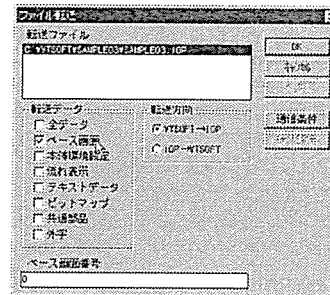 ファイル転送
転送ファイル
C:¥YTSOFT¥SAMPLE03¥SAMPLE03.IOP
OK
キャンセル
転送データ
全データ
ベース画面
本体環境設定
流れ表示
テキストデータ
ビットマップ
共通部品
外字
転送方向
YTSOFT→IOP
IOP→YTSOFT
通信条件
ベース画面番号
0